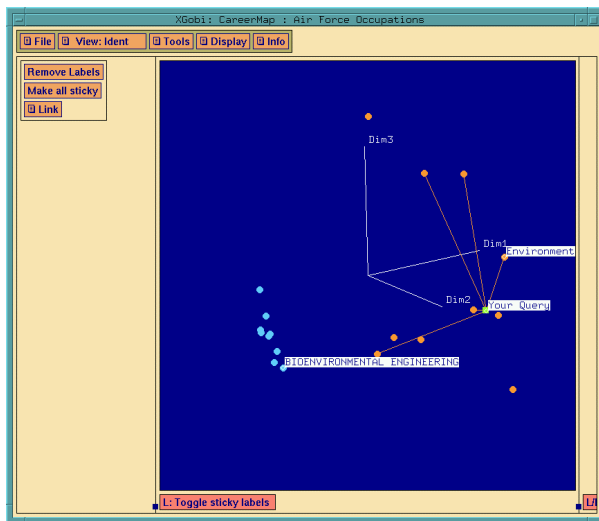 XGobi: CareerMap : Air Force Occupations
File View: Ident Tools Display Info
Remove Labels
Make all sticky
Link
Dim3
Dim1
Environment
Dim2
Your Query
BIOENVIRONMENTAL ENGINEERING
L: Toggle sticky labels